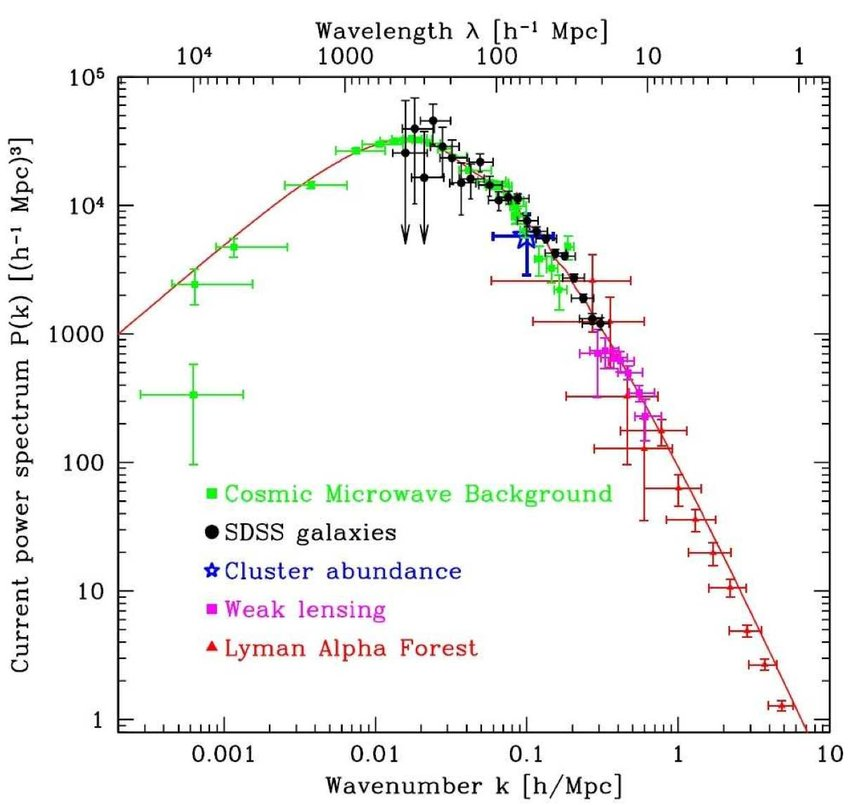 Wavelength λ [h⁻¹ Mpc]
10⁴ 1000 100 10 1
Current power spectrum P(k) [(h⁻¹ Mpc)³]
10⁵
10⁴
1000
100
10
1
Cosmic Microwave Background
SDSS galaxies
Cluster abundance
Weak lensing
Lyman Alpha Forest
0.001 0.01 0.1 1 10
Wavenumber k [h/Mpc]